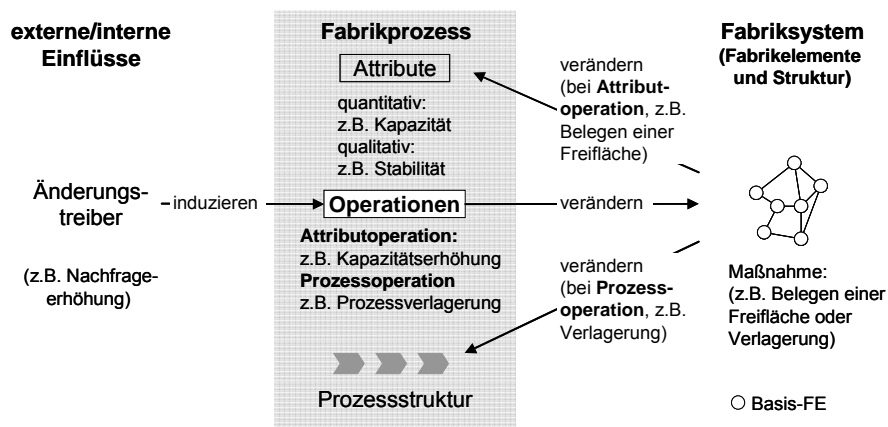 externe/interne
Einflüsse
Änderungs-
treiber
(z.B. Nachfrage-
erhöhung)
induzieren
Fabrikprozess
Attribute
quantitativ:
z.B. Kapazität
qualitativ:
z.B. Stabilität
Operationen
Attributoperation:
z.B. Kapazitätserhöhung
Prozessoperation
z.B. Prozessverlagerung
Prozessstruktur
verändern
(bei Attribut-
operation, z.B.
Belegen einer
Freifläche)
verändern
verändern
(bei Prozess-
operation, z.B.
Verlagerung)
Fabriksystem
(Fabrikelemente
und Struktur)
Maßnahme:
(z.B. Belegen einer
Freifläche oder
Verlagerung)
Basis-FE